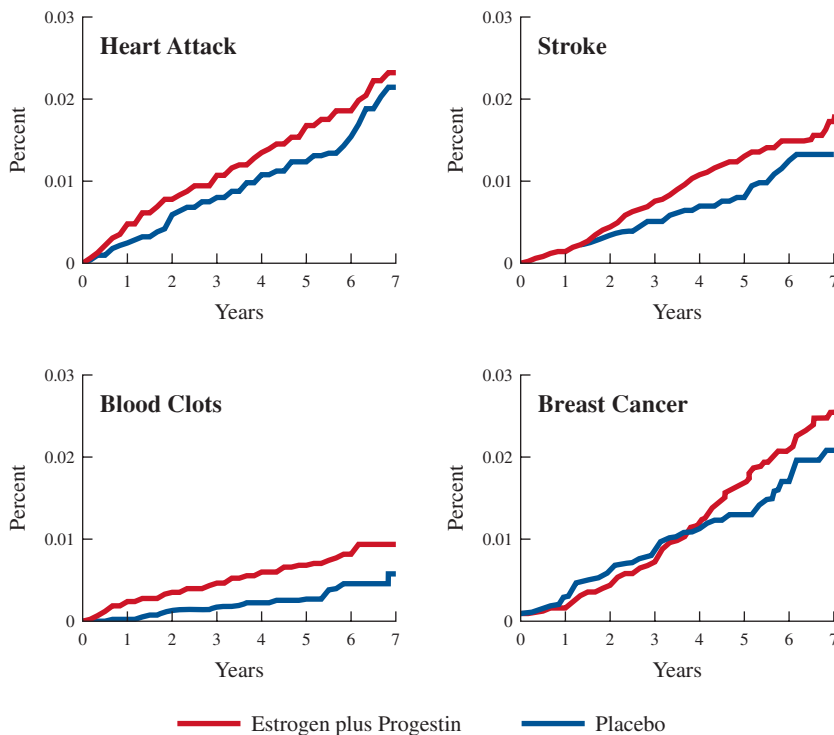 Heart Attack
0.03
0.02
0.01
0
Percent
0 1 2 3 4 5 6 7
Years
Stroke
0.03
0.02
0.01
0
Percent
0 1 2 3 4 5 6 7
Years
Blood Clots
0.03
0.02
0.01
0
Percent
0 1 2 3 4 5 6 7
Years
Breast Cancer
0.03
0.02
0.01
0
Percent
0 1 2 3 4 5 6 7
Years
Estrogen plus Progestin
Placebo